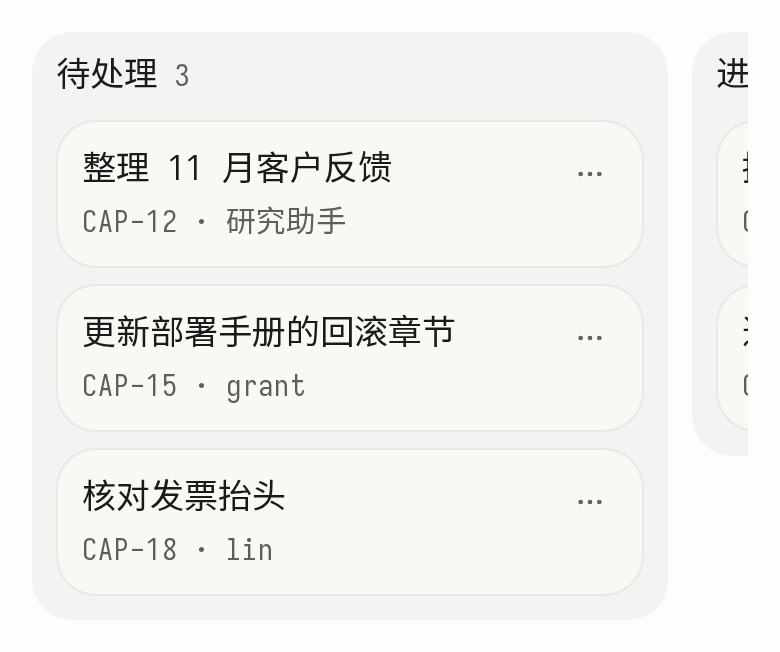 待处理 3
整理 11 月客户反馈
CAP-12 · 研究助手
更新部署手册的回滚章节
CAP-15 · grant
核对发票抬头
CAP-18 · lin
进